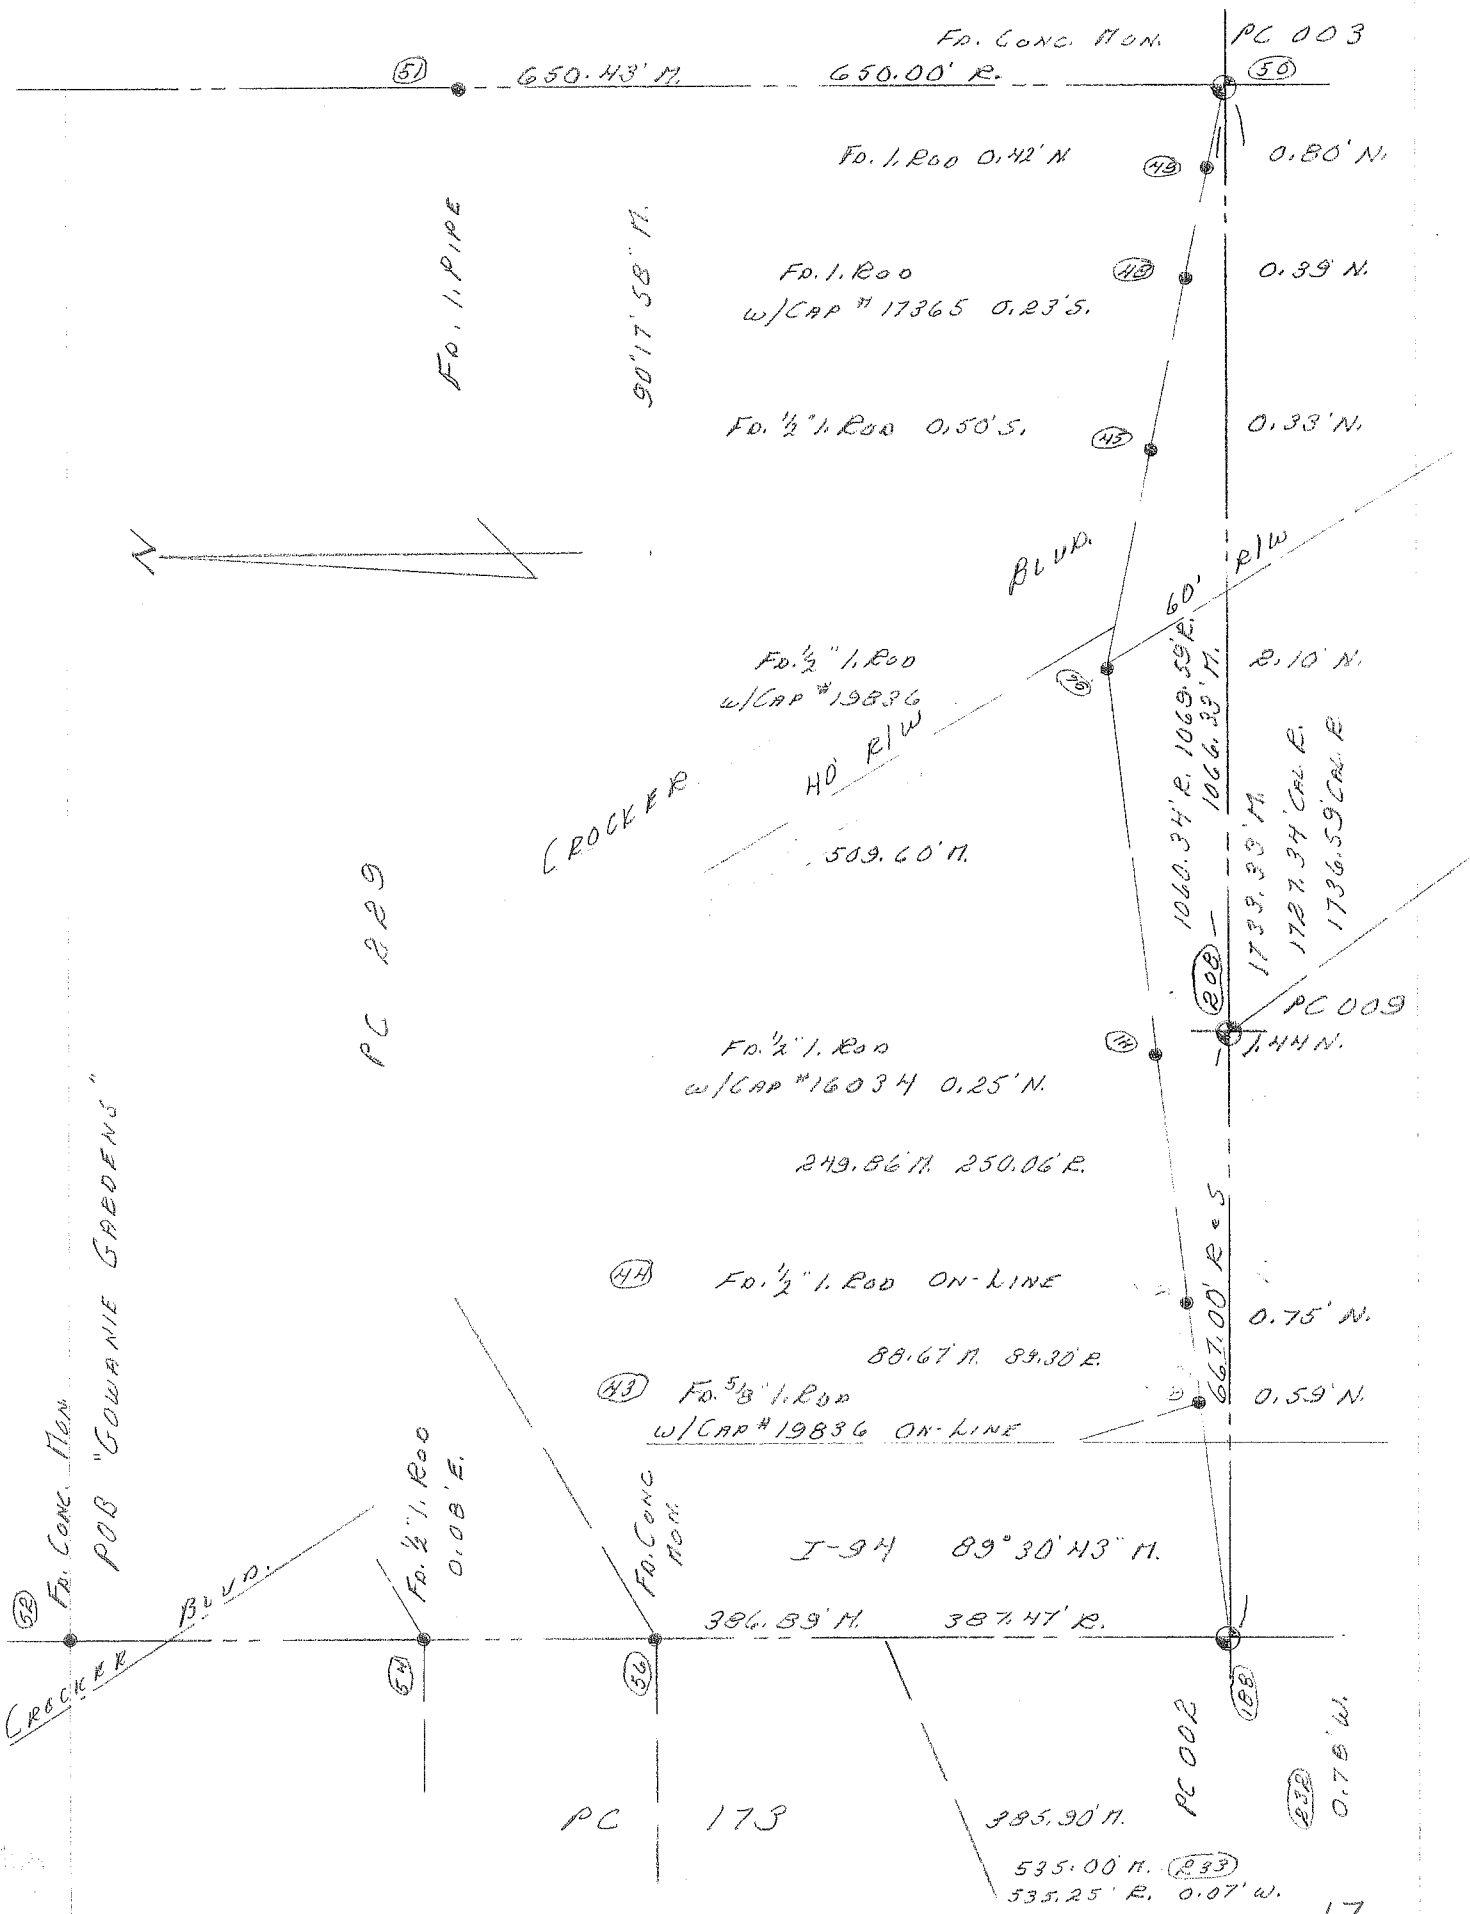 FD. CONC. MON. PC 003
51 650.43' M. 650.00' R. 50
FD. I. ROD 0.42' N 49 0.80' N.
FD. I. PIPE
90°17'58" M.
FD. I. ROD 48 0.39' N.
W/CAP #17365 0.23' S.
FD. 1/2" I. ROD 0.50' S. 45 0.33' N.
BLVD.
60' R/W
FD. 1/2" I. ROD 2.10' N.
W/CAP #19836
40' R/W
CROCKER
509.60' M.
1060.34' R. 1069.59' R.
1066.33' M.
1733.33' M.
1727.34' CAL. R.
1736.59' CAL. R
208
PC 229
PC 009
FD. 1/2" I. ROD 1.44 N.
W/CAP #16034 0.25' N.
249.86' M. 250.06' R.
44 FD. 1/2" I. ROD ON-LINE
0.75' N.
88.67' M. 89.30' R.
667.00' R & S
43 FD. 5/8" I. ROD 0.59' N.
W/CAP #19836 ON-LINE
52 FD. CONC. MON
POB "GOWANIE GARDENS"
FD. 1/2" I. ROD
0.08' E.
FD. CONC
MON.
I-94 89°30'43" M.
CROCKER BLVD.
386.89' M. 387.47' R.
54
56
188
PC 002
232 0.78' W.
PC 173
385.90' M.
535.00' M. 233
535.25' R. 0.07' W.
17